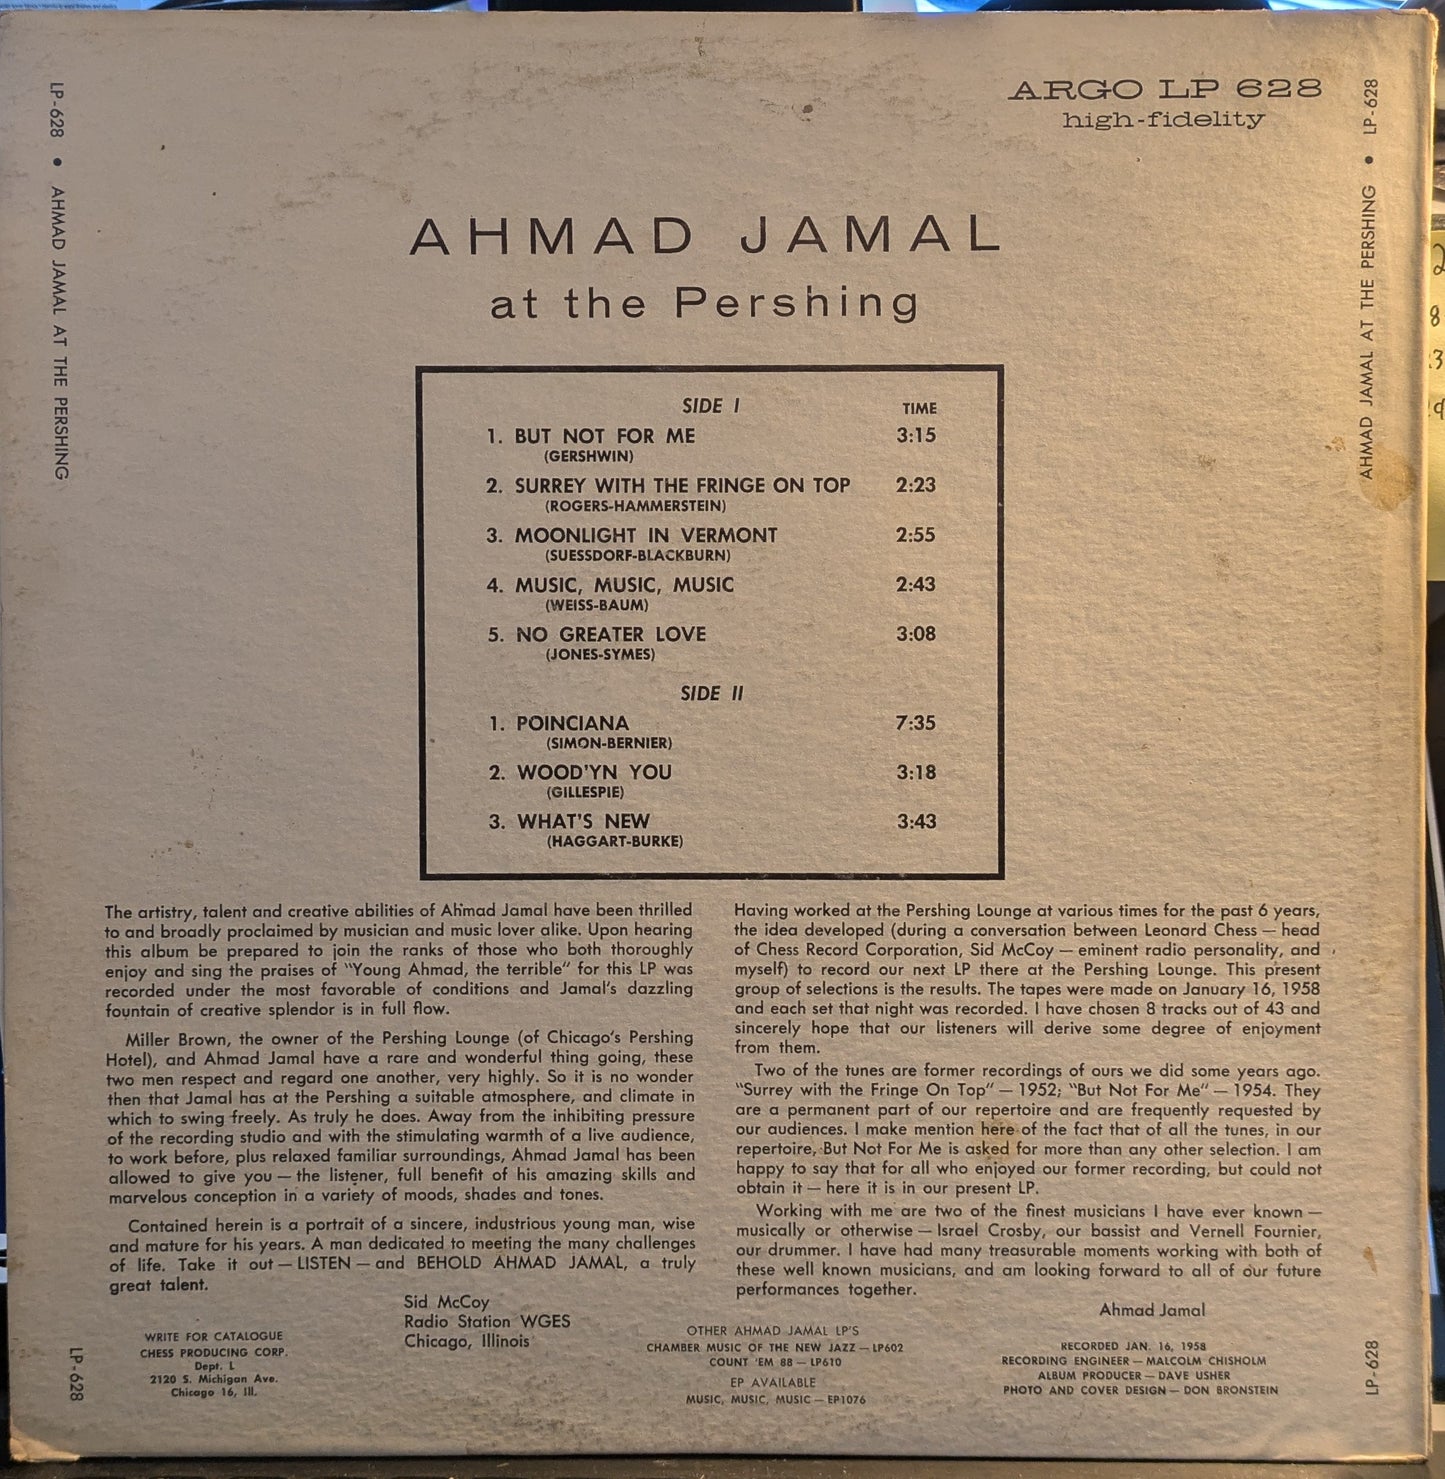 ARGO LP 628
high-fidelity
LP-628 • AHMAD JAMAL AT THE PERSHING
AHMAD JAMAL AT THE PERSHING • LP-628
AHMAD JAMAL
at the Pershing
SIDE I TIME
1. BUT NOT FOR ME 3:15
(GERSHWIN)
2. SURREY WITH THE FRINGE ON TOP 2:23
(ROGERS-HAMMERSTEIN)
3. MOONLIGHT IN VERMONT 2:55
(SUESSDORF-BLACKBURN)
4. MUSIC, MUSIC, MUSIC 2:43
(WEISS-BAUM)
5. NO GREATER LOVE 3:08
(JONES-SYMES)
SIDE II
1. POINCIANA 7:35
(SIMON-BERNIER)
2. WOOD'YN YOU 3:18
(GILLESPIE)
3. WHAT'S NEW 3:43
(HAGGART-BURKE)
The artistry, talent and creative abilities of Ahmad Jamal have been thrilled
to and broadly proclaimed by musician and music lover alike. Upon hearing
this album be prepared to join the ranks of those who both thoroughly
enjoy and sing the praises of "Young Ahmad, the terrible" for this LP was
recorded under the most favorable of conditions and Jamal's dazzling
fountain of creative splendor is in full flow.
Miller Brown, the owner of the Pershing Lounge (of Chicago's Pershing
Hotel), and Ahmad Jamal have a rare and wonderful thing going, these
two men respect and regard one another, very highly. So it is no wonder
then that Jamal has at the Pershing a suitable atmosphere, and climate in
which to swing freely. As truly he does. Away from the inhibiting pressure
of the recording studio and with the stimulating warmth of a live audience,
to work before, plus relaxed familiar surroundings, Ahmad Jamal has been
allowed to give you — the listener, full benefit of his amazing skills and
marvelous conception in a variety of moods, shades and tones.
Contained herein is a portrait of a sincere, industrious young man, wise
and mature for his years. A man dedicated to meeting the many challenges
of life. Take it out — LISTEN — and BEHOLD AHMAD JAMAL, a truly
great talent.
Sid McCoy
Radio Station WGES
Chicago, Illinois
Having worked at the Pershing Lounge at various times for the past 6 years,
the idea developed (during a conversation between Leonard Chess — head
of Chess Record Corporation, Sid McCoy — eminent radio personality, and
myself) to record our next LP there at the Pershing Lounge. This present
group of selections is the results. The tapes were made on January 16, 1958
and each set that night was recorded. I have chosen 8 tracks out of 43 and
sincerely hope that our listeners will derive some degree of enjoyment
from them.
Two of the tunes are former recordings of ours we did some years ago.
"Surrey with the Fringe On Top" — 1952; "But Not For Me" — 1954. They
are a permanent part of our repertoire and are frequently requested by
our audiences. I make mention here of the fact that of all the tunes, in our
repertoire, But Not For Me is asked for more than any other selection. I am
happy to say that for all who enjoyed our former recording, but could not
obtain it — here it is in our present LP.
Working with me are two of the finest musicians I have ever known —
musically or otherwise — Israel Crosby, our bassist and Vernell Fournier,
our drummer. I have had many treasurable moments working with both of
these well known musicians, and am looking forward to all of our future
performances together.
Ahmad Jamal
WRITE FOR CATALOGUE
CHESS PRODUCING CORP.
Dept. L
2120 S. Michigan Ave.
Chicago 16, Ill.
OTHER AHMAD JAMAL LP'S
CHAMBER MUSIC OF THE NEW JAZZ — LP602
COUNT 'EM 88 — LP610
EP AVAILABLE
MUSIC, MUSIC, MUSIC — EP1076
RECORDED JAN. 16, 1958
RECORDING ENGINEER — MALCOLM CHISHOLM
ALBUM PRODUCER — DAVE USHER
PHOTO AND COVER DESIGN — DON BRONSTEIN
LP-628
LP-628